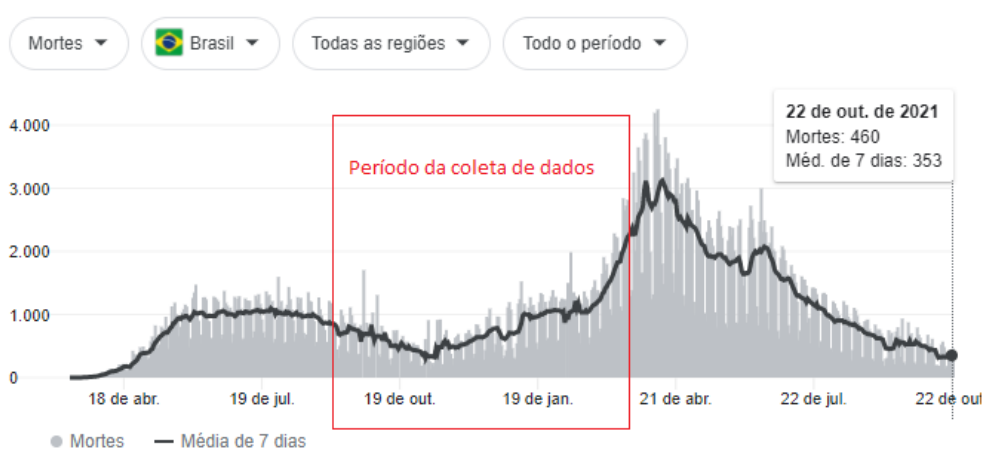 Mortes Brasil Todas as regiões Todo o período
22 de out. de 2021
Mortes: 460
Méd. de 7 dias: 353
Período da coleta de dados
4.000
3.000
2.000
1.000
0
18 de abr. 19 de jul. 19 de out. 19 de jan. 21 de abr. 22 de jul. 22 de out
Mortes Média de 7 dias